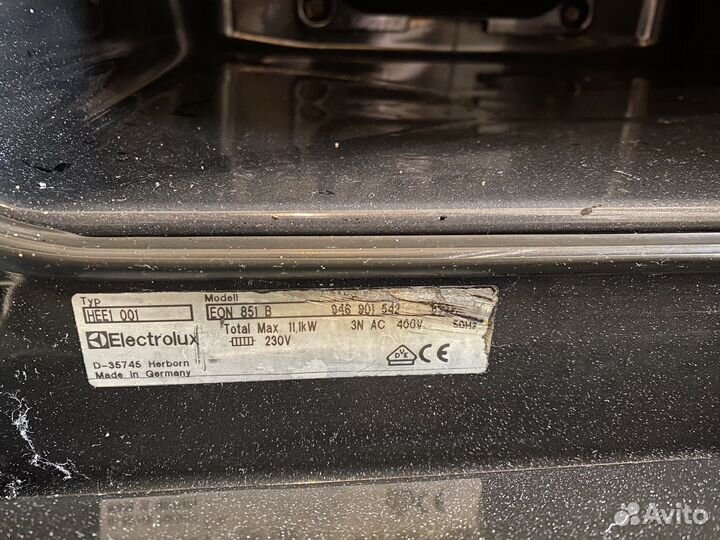 Typ Modell
HEE1 001 EON 851 B 946 901 542
Electrolux Total Max. 11,1kW 3N AC 400V 50Hz
230V
D-35745 Herborn
Made in Germany
VDE CE
Avito